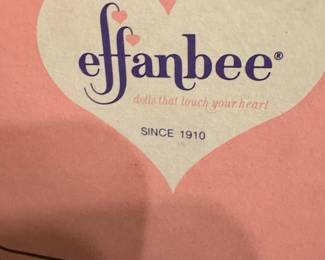 effanbee®
dolls that touch your heart
SINCE 1910